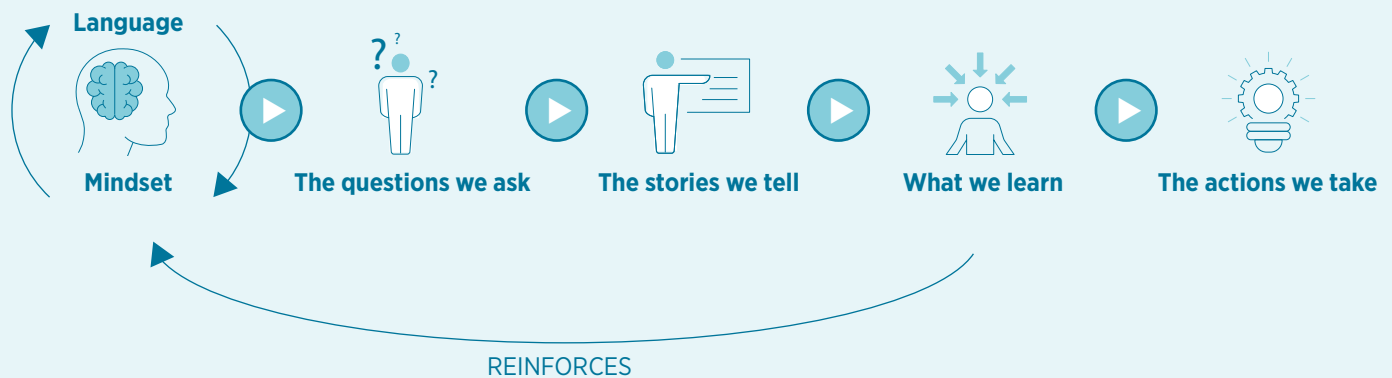 Language
? ? ?
Mindset
The questions we ask
The stories we tell
What we learn
The actions we take
REINFORCES